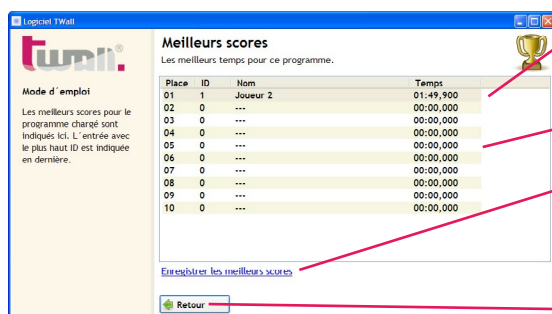 Logiciel TWall
twall®
Mode d´emploi
Les meilleurs scores pour le
programme chargé sont
indiqués ici. L´entrée avec
le plus haut ID est indiquée
en dernière.
Meilleurs scores
Les meilleurs temps pour ce programme.
Place ID Nom Temps
01 1 Joueur 2 01:49,900
02 0 --- 00:00,000
03 0 --- 00:00,000
04 0 --- 00:00,000
05 0 --- 00:00,000
06 0 --- 00:00,000
07 0 --- 00:00,000
08 0 --- 00:00,000
09 0 --- 00:00,000
10 0 --- 00:00,000
Enregistrer les meilleurs scores
Retour